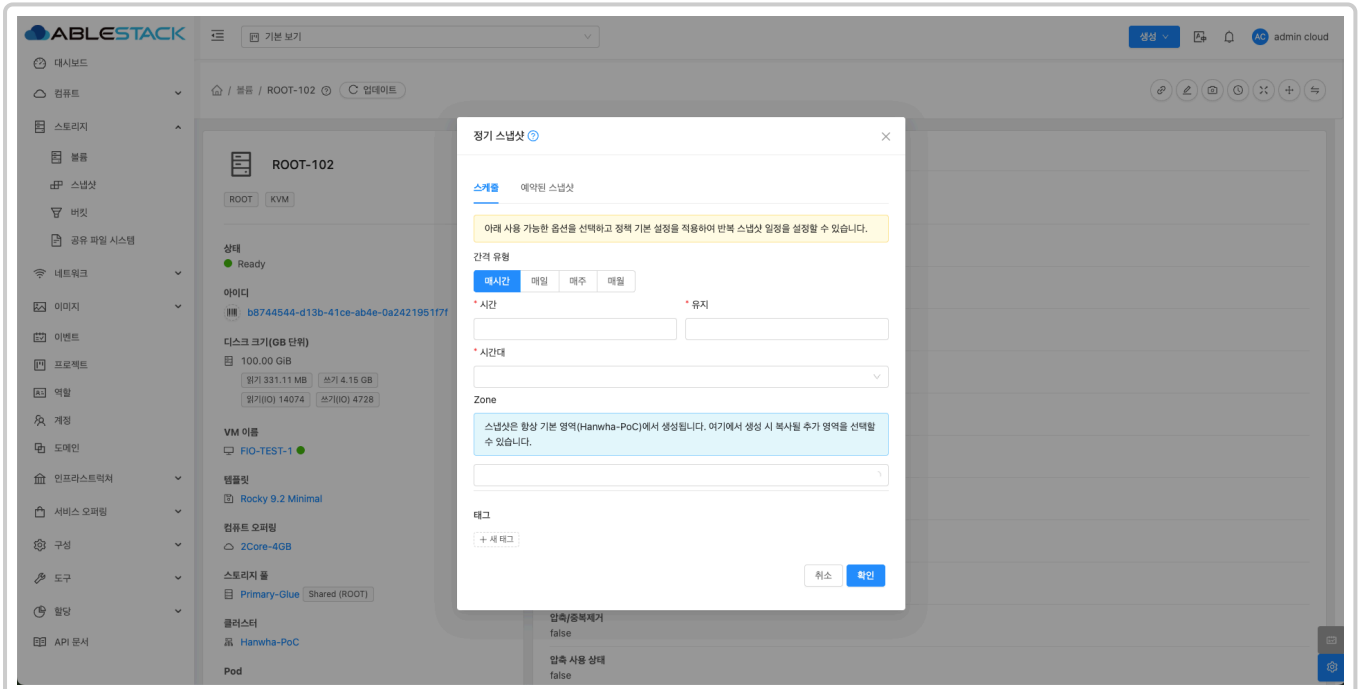 ABLESTACK
기본 보기
생성
AC admin cloud
대시보드
컴퓨트
스토리지
볼륨
스냅샷
버킷
공유 파일 시스템
네트워크
이미지
이벤트
프로젝트
역할
계정
도메인
인프라스트럭쳐
서비스 오퍼링
구성
도구
할당
API 문서
/ 볼륨 / ROOT-102 업데이트
ROOT-102
ROOT KVM
상태
Ready
아이디
b8744544-d13b-41ce-ab4e-0a2421951f7f
디스크 크기(GB 단위)
100.00 GiB
읽기 331.11 MB 쓰기 4.15 GB
읽기(IO) 14074 쓰기(IO) 4728
VM 이름
FIO-TEST-1
템플릿
Rocky 9.2 Minimal
컴퓨트 오퍼링
2Core-4GB
스토리지 풀
Primary-Glue Shared (ROOT)
클러스터
Hanwha-PoC
Pod
정기 스냅샷
스케줄 예약된 스냅샷
아래 사용 가능한 옵션을 선택하고 정책 기본 설정을 적용하여 반복 스냅샷 일정을 설정할 수 있습니다.
간격 유형
매시간 매일 매주 매월
* 시간 * 유지
* 시간대
Zone
스냅샷은 항상 기본 영역(Hanwha-PoC)에서 생성됩니다. 여기에서 생성 시 복사될 추가 영역을 선택할
수 있습니다.
태그
+ 새 태그
취소 확인
압축/중복제거
false
압축 사용 상태
false